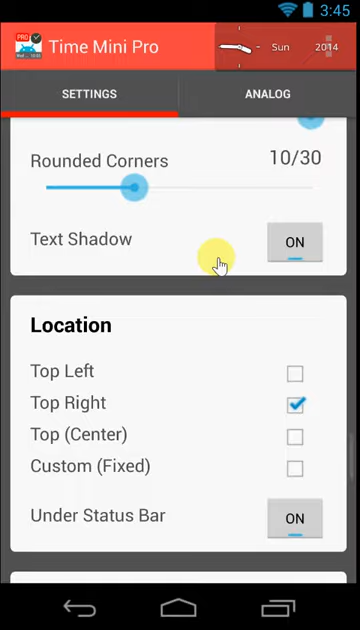 3:45
PRO
Time Mini Pro
Sun
2014
SETTINGS
ANALOG
Rounded Corners
10/30
Text Shadow
ON
Location
Top Left
Top Right
Top (Center)
Custom (Fixed)
Under Status Bar
ON